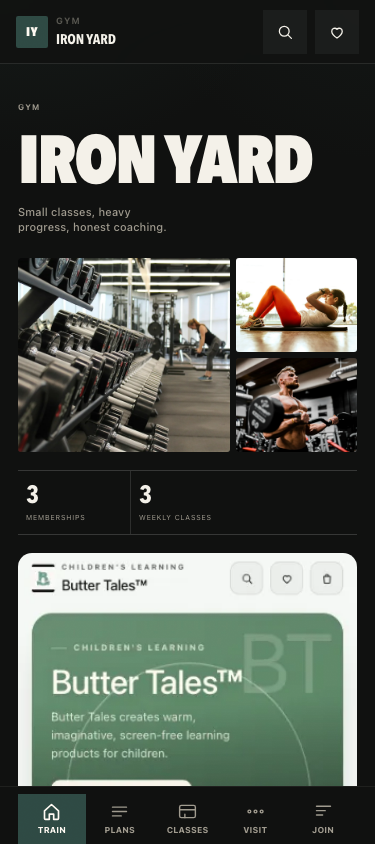 IY
GYM
IRON YARD
GYM
IRON YARD
Small classes, heavy
progress, honest coaching.
3
MEMBERSHIPS
3
WEEKLY CLASSES
CHILDREN'S LEARNING
Butter Tales™
BT
CHILDREN'S LEARNING
Butter Tales™
Butter Tales creates warm,
imaginative, screen-free learning
products for children.
TRAIN
PLANS
CLASSES
VISIT
JOIN